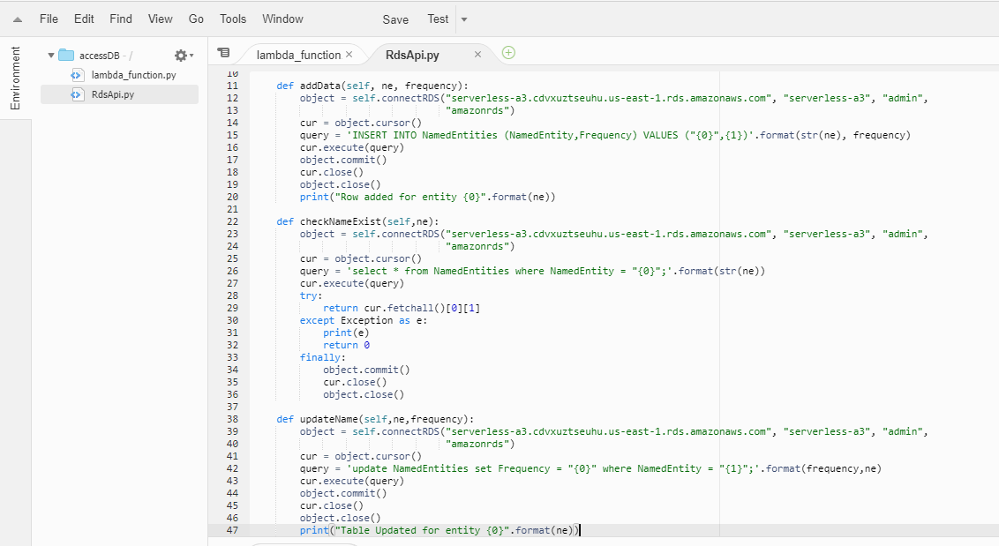 File Edit Find View Go Tools Window Save Test
Environment
accessDB - /
lambda_function.py
RdsApi.py
lambda_function × RdsApi.py ×
10
11 def addData(self, ne, frequency):
12 object = self.connectRDS("serverless-a3.cdvxuztseuhu.us-east-1.rds.amazonaws.com", "serverless-a3", "admin",
13 "amazonrds")
14 cur = object.cursor()
15 query = 'INSERT INTO NamedEntities (NamedEntity,Frequency) VALUES ("{0}",{1})'.format(str(ne), frequency)
16 cur.execute(query)
17 object.commit()
18 cur.close()
19 object.close()
20 print("Row added for entity {0}".format(ne))
21
22 def checkNameExist(self,ne):
23 object = self.connectRDS("serverless-a3.cdvxuztseuhu.us-east-1.rds.amazonaws.com", "serverless-a3", "admin",
24 "amazonrds")
25 cur = object.cursor()
26 query = 'select * from NamedEntities where NamedEntity = "{0}";'.format(str(ne))
27 cur.execute(query)
28 try:
29 return cur.fetchall()[0][1]
30 except Exception as e:
31 print(e)
32 return 0
33 finally:
34 object.commit()
35 cur.close()
36 object.close()
37
38 def updateName(self,ne,frequency):
39 object = self.connectRDS("serverless-a3.cdvxuztseuhu.us-east-1.rds.amazonaws.com", "serverless-a3", "admin",
40 "amazonrds")
41 cur = object.cursor()
42 query = 'update NamedEntities set Frequency = "{0}" where NamedEntity = "{1}";'.format(frequency,ne)
43 cur.execute(query)
44 object.commit()
45 cur.close()
46 object.close()
47 print("Table Updated for entity {0}".format(ne))